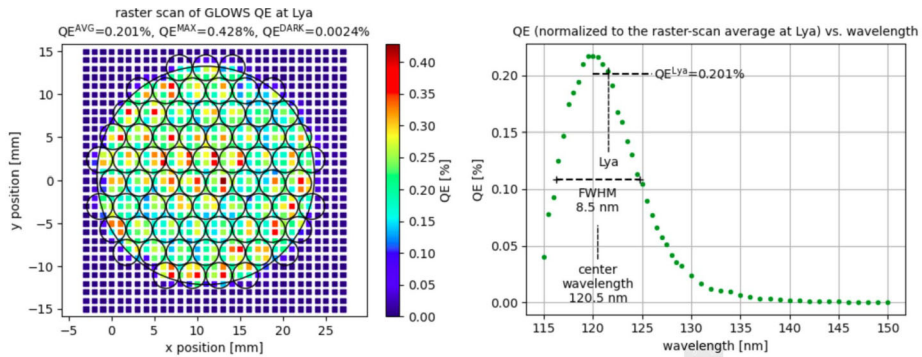 raster scan of GLOWS QE at Lya
QE^AVG=0.201%, QE^MAX=0.428%, QE^DARK=0.0024%
15
10
5
0
−5
−10
−15
y position [mm]
−5
0
5
10
15
20
25
x position [mm]
0.40
0.35
0.30
0.25
0.20
0.15
0.10
0.05
0.00
QE [%]
QE (normalized to the raster-scan average at Lya) vs. wavelength
0.20
0.15
0.10
0.05
0.00
QE [%]
QE^Lya=0.201%
Lya
FWHM
8.5 nm
center
wavelength
120.5 nm
115
120
125
130
135
140
145
150
wavelength [nm]